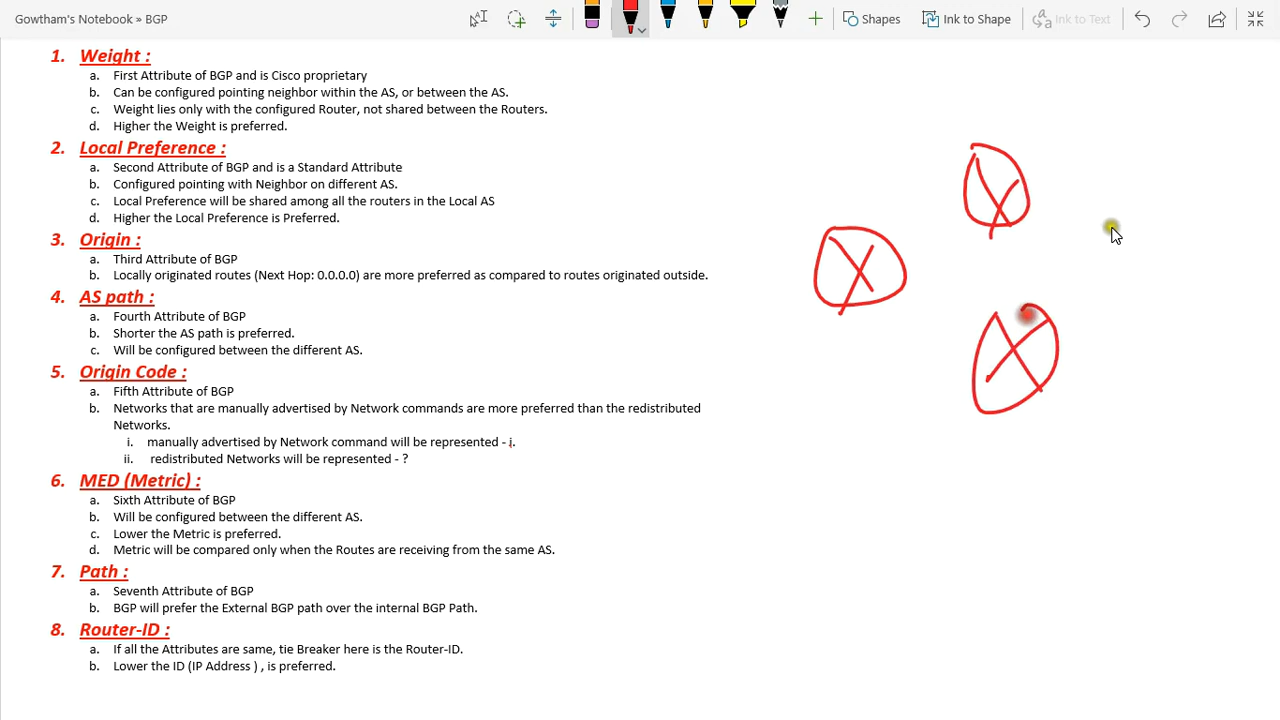 Gowtham's Notebook » BGP
Shapes
Ink to Shape
Ink to Text
1. Weight :
a. First Attribute of BGP and is Cisco proprietary
b. Can be configured pointing neighbor within the AS, or between the AS.
c. Weight lies only with the configured Router, not shared between the Routers.
d. Higher the Weight is preferred.
2. Local Preference :
a. Second Attribute of BGP and is a Standard Attribute
b. Configured pointing with Neighbor on different AS.
c. Local Preference will be shared among all the routers in the Local AS
d. Higher the Local Preference is Preferred.
3. Origin :
a. Third Attribute of BGP
b. Locally originated routes (Next Hop: 0.0.0.0) are more preferred as compared to routes originated outside.
4. AS path :
a. Fourth Attribute of BGP
b. Shorter the AS path is preferred.
c. Will be configured between the different AS.
5. Origin Code :
a. Fifth Attribute of BGP
b. Networks that are manually advertised by Network commands are more preferred than the redistributed
Networks.
i. manually advertised by Network command will be represented - i.
ii. redistributed Networks will be represented - ?
6. MED (Metric) :
a. Sixth Attribute of BGP
b. Will be configured between the different AS.
c. Lower the Metric is preferred.
d. Metric will be compared only when the Routes are receiving from the same AS.
7. Path :
a. Seventh Attribute of BGP
b. BGP will prefer the External BGP path over the internal BGP Path.
8. Router-ID :
a. If all the Attributes are same, tie Breaker here is the Router-ID.
b. Lower the ID (IP Address ) , is preferred.